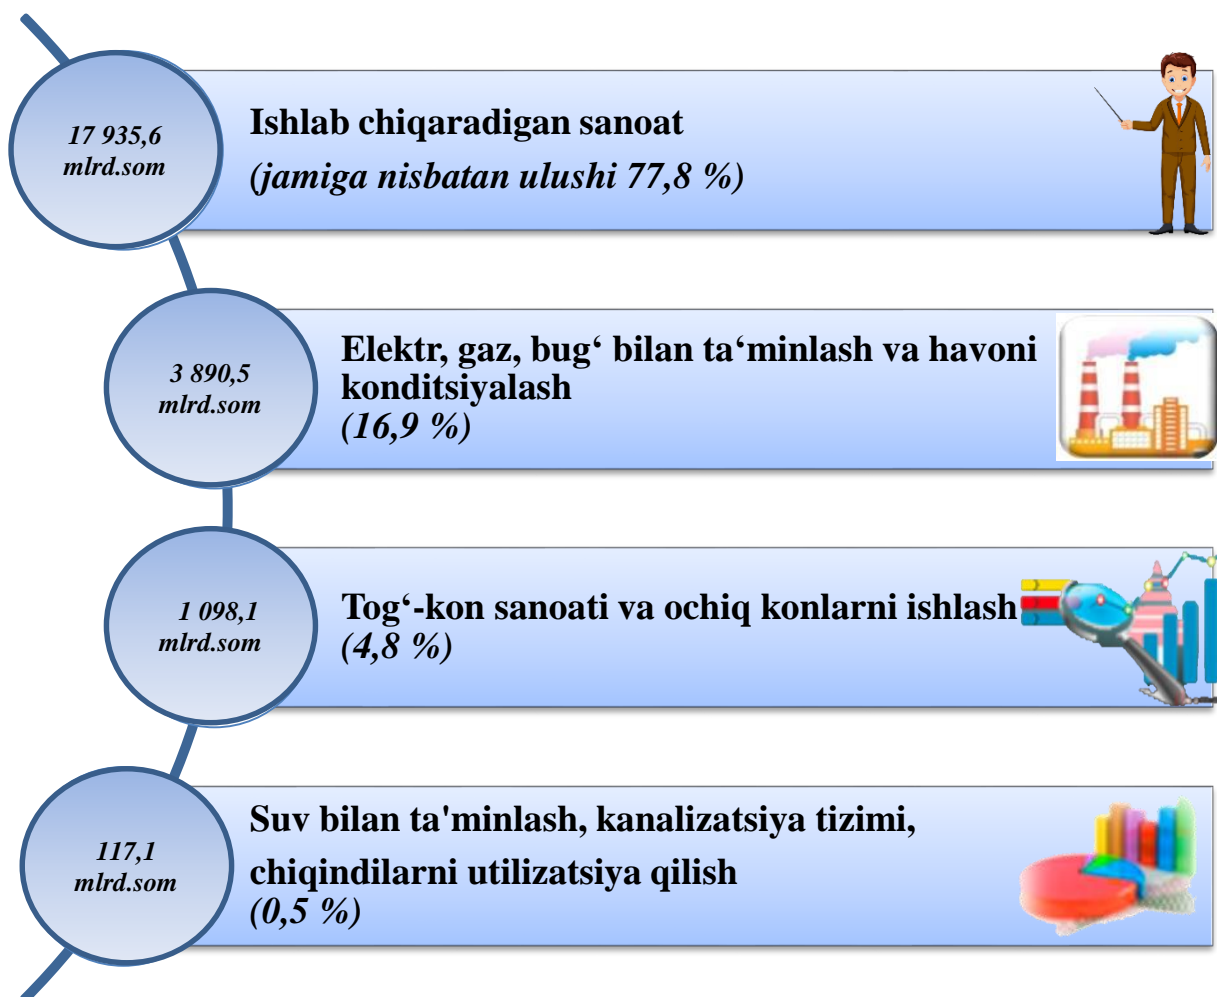 17 935,6
mlrd.som
Ishlab chiqaradigan sanoat
(jamiga nisbatan ulushi 77,8 %)
3 890,5
mlrd.som
Elektr, gaz, bug‘ bilan ta‘minlash va havoni
konditsiyalash
(16,9 %)
1 098,1
mlrd.som
Tog‘-kon sanoati va ochiq konlarni ishlash
(4,8 %)
117,1
mlrd.som
Suv bilan ta'minlash, kanalizatsiya tizimi,
chiqindilarni utilizatsiya qilish
(0,5 %)